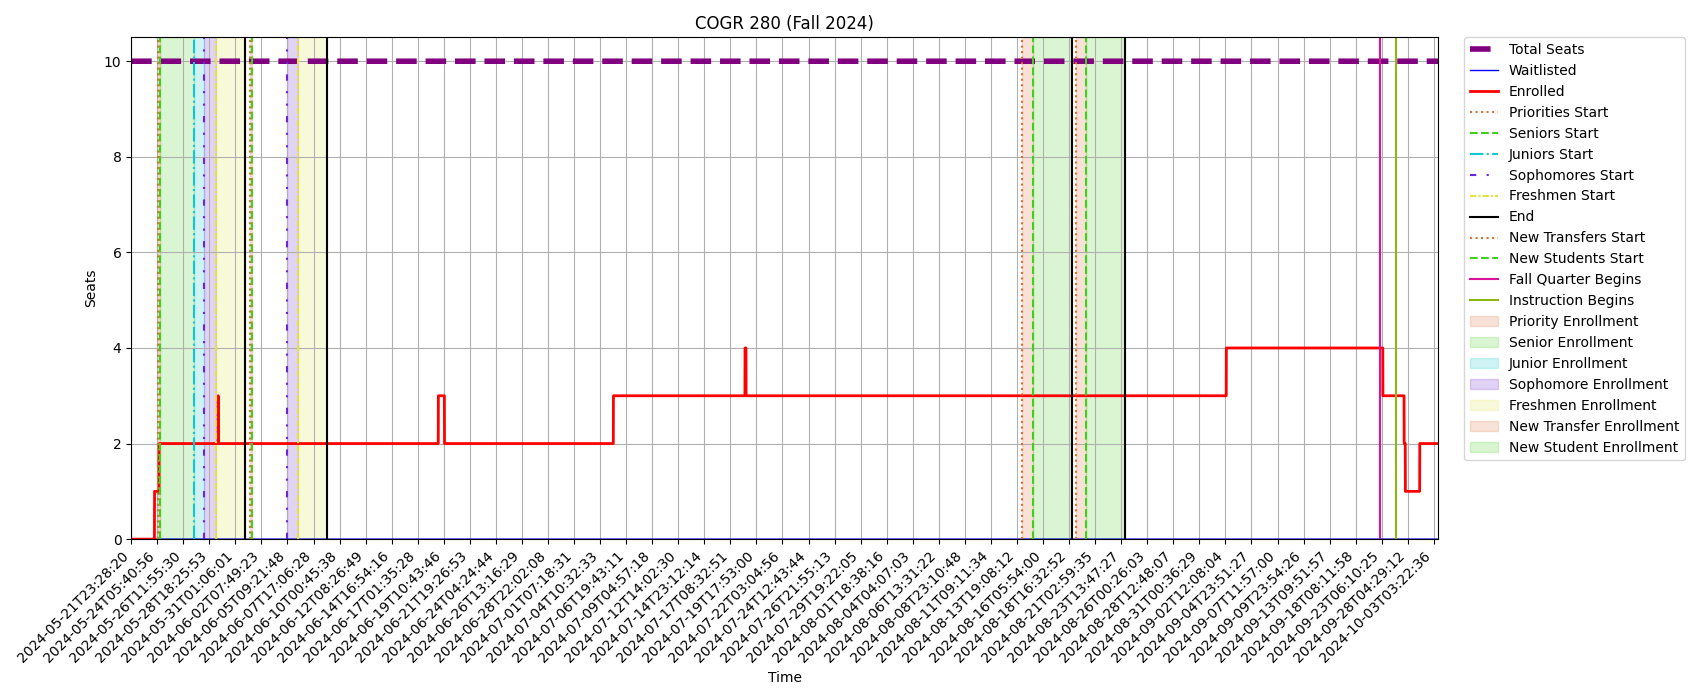 COGR 280 (Fall 2024)
Seats
10
8
6
4
2
0
2024-05-21T23:28:20
2024-05-24T05:40:56
2024-05-26T11:55:30
2024-05-28T18:25:53
2024-05-31T01:06:01
2024-06-02T07:49:23
2024-06-05T09:21:48
2024-06-07T17:06:28
2024-06-10T00:45:38
2024-06-12T08:26:49
2024-06-14T16:54:16
2024-06-17T01:35:28
2024-06-19T10:43:46
2024-06-21T19:26:53
2024-06-24T04:24:44
2024-06-26T13:16:29
2024-06-28T22:02:08
2024-07-01T07:18:31
2024-07-04T10:32:33
2024-07-06T19:43:11
2024-07-09T04:57:18
2024-07-12T14:02:30
2024-07-14T23:12:14
2024-07-17T08:32:51
2024-07-19T17:53:00
2024-07-22T03:04:56
2024-07-24T12:43:44
2024-07-26T21:55:13
2024-07-29T19:22:05
2024-08-01T18:38:16
2024-08-04T04:07:03
2024-08-06T13:31:22
2024-08-08T23:10:48
2024-08-11T09:11:34
2024-08-13T19:08:12
2024-08-16T05:54:00
2024-08-18T16:32:52
2024-08-21T02:59:35
2024-08-23T13:47:27
2024-08-26T00:26:03
2024-08-28T12:48:07
2024-08-31T00:36:29
2024-09-02T12:08:04
2024-09-04T23:51:27
2024-09-07T11:57:00
2024-09-09T23:54:26
2024-09-13T09:51:57
2024-09-18T08:11:58
2024-09-23T06:10:25
2024-09-28T04:29:12
2024-10-03T03:22:36
Time
Total Seats
Waitlisted
Enrolled
Priorities Start
Seniors Start
Juniors Start
Sophomores Start
Freshmen Start
End
New Transfers Start
New Students Start
Fall Quarter Begins
Instruction Begins
Priority Enrollment
Senior Enrollment
Junior Enrollment
Sophomore Enrollment
Freshmen Enrollment
New Transfer Enrollment
New Student Enrollment